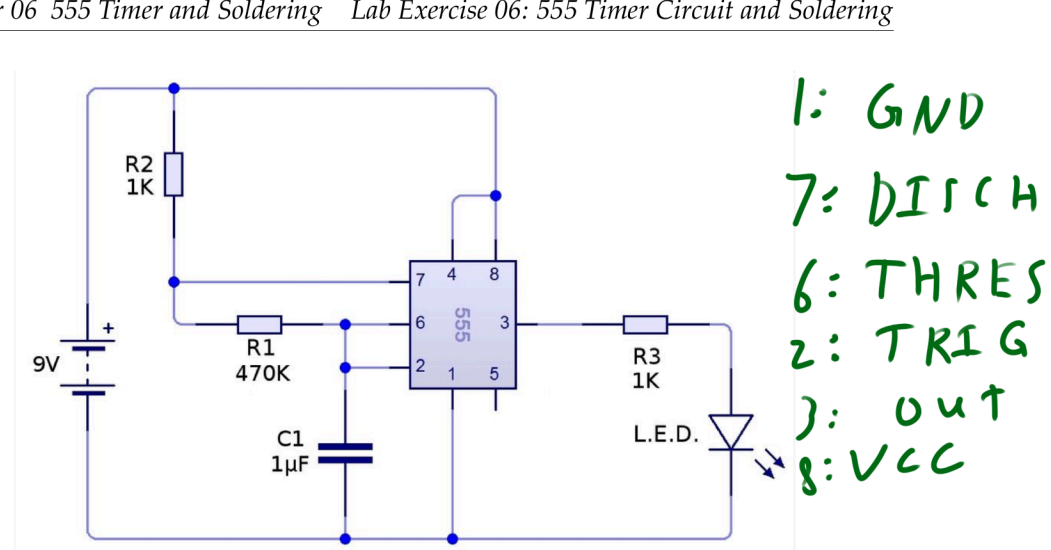 r 06 555 Timer and Soldering Lab Exercise 06: 555 Timer Circuit and Soldering
1: GND
R2
1K
7: DISCH
7 4 8
6: THRES
6 555 3
R1
470K
+
9V
R3
1K
2: TRIG
2 1 5
3: out
C1
1µF
L.E.D.
8: VCC